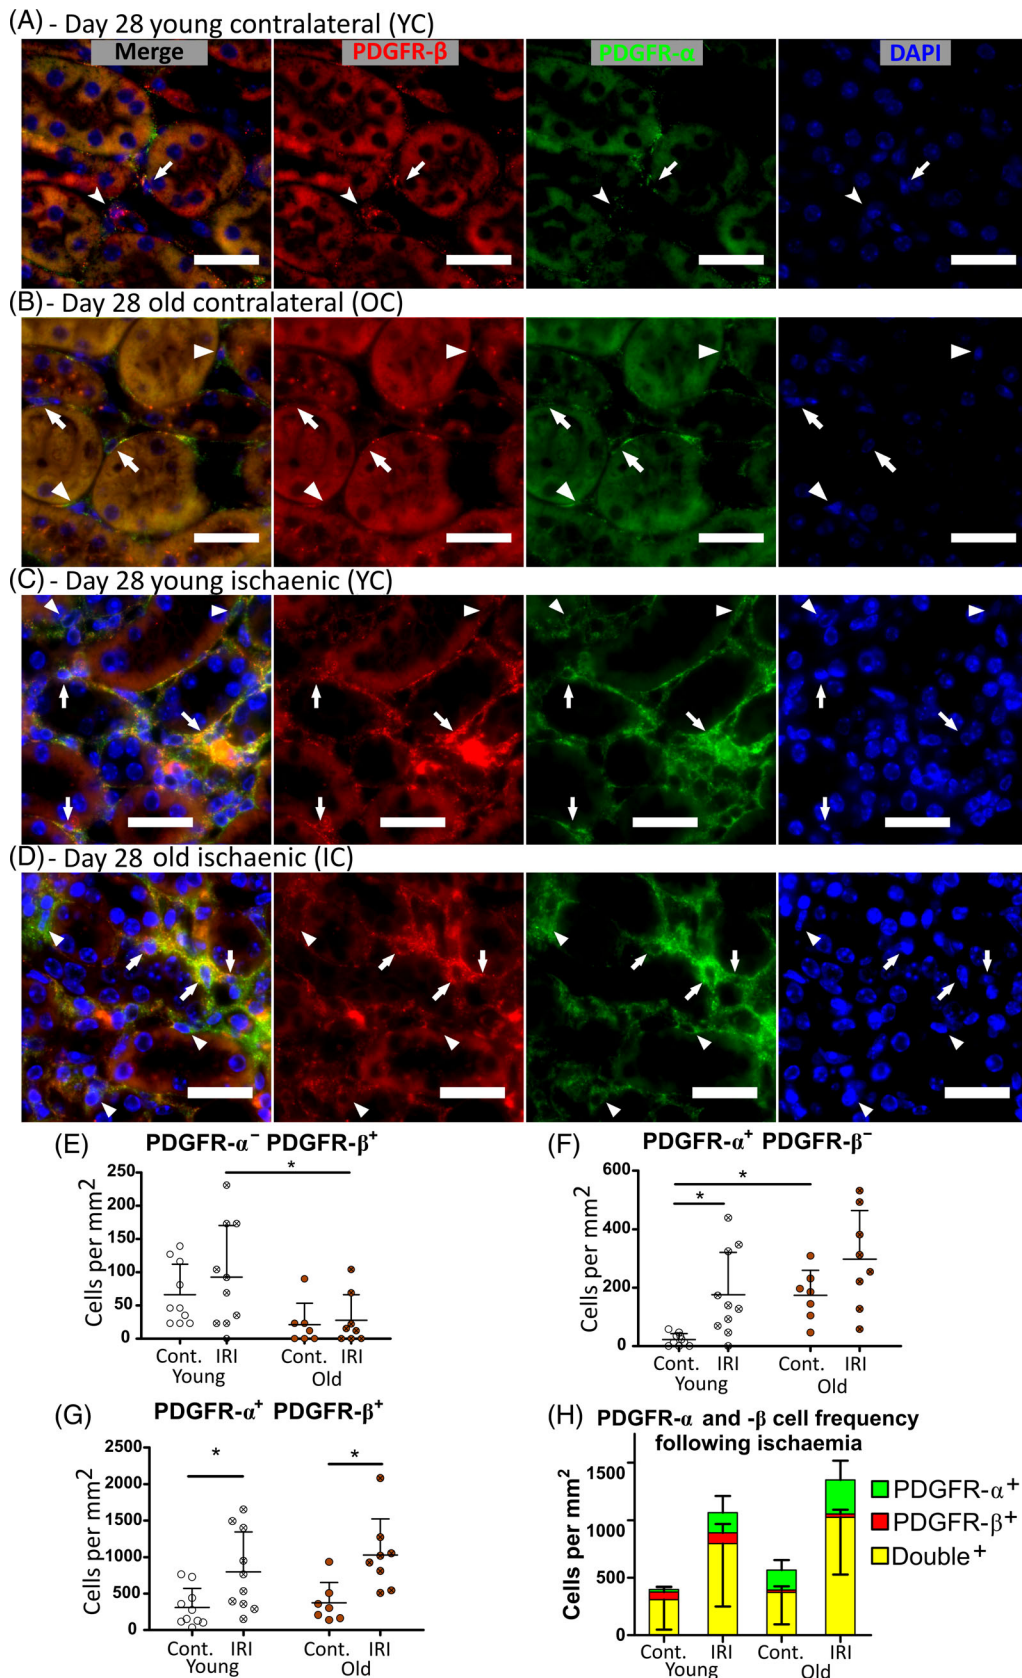 (A) - Day 28 young contralateral (YC)
Merge PDGFR-β PDGFR-α DAPI
(B) - Day 28 old contralateral (OC)
(C) - Day 28 young ischaenic (YC)
(D) - Day 28 old ischaenic (IC)
(E) PDGFR-α⁻ PDGFR-β⁺
Cells per mm²
250
200
150
100
50
0
*
Cont. IRI Cont. IRI
Young Old
(F) PDGFR-α⁺ PDGFR-β⁻
Cells per mm²
600
400
200
0
* *
Cont. IRI Cont. IRI
Young Old
(G) PDGFR-α⁺ PDGFR-β⁺
Cells per mm²
2500
2000
1500
1000
500
0
* *
Cont. IRI Cont. IRI
Young Old
(H) PDGFR-α and -β cell frequency
following ischaemia
Cells per mm²
1500
1000
500
0
PDGFR-α⁺
PDGFR-β⁺
Double⁺
Cont. IRI Cont. IRI
Young Old